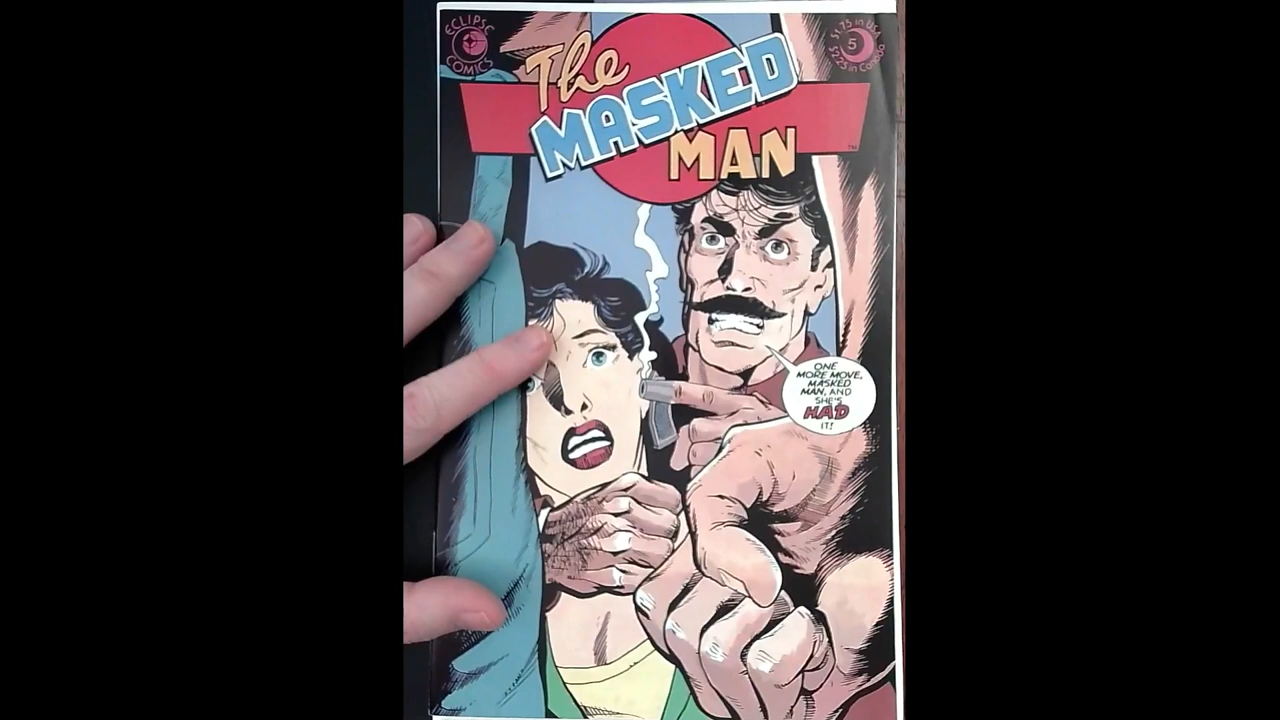 ECLIPSE
COMICS
The
MASKED
MAN
TM
$1.75 in USA
5
$2.25 in Canada
ONE
MORE MOVE,
MASKED
MAN, AND
SHE'S
HAD
IT!